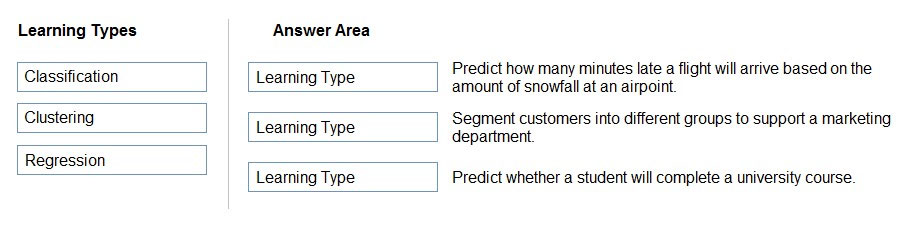 Learning Types
Answer Area
Classification
Clustering
Regression
Learning Type
Predict how many minutes late a flight will arrive based on the
amount of snowfall at an airpoint.
Learning Type
Segment customers into different groups to support a marketing
department.
Learning Type
Predict whether a student will complete a university course.